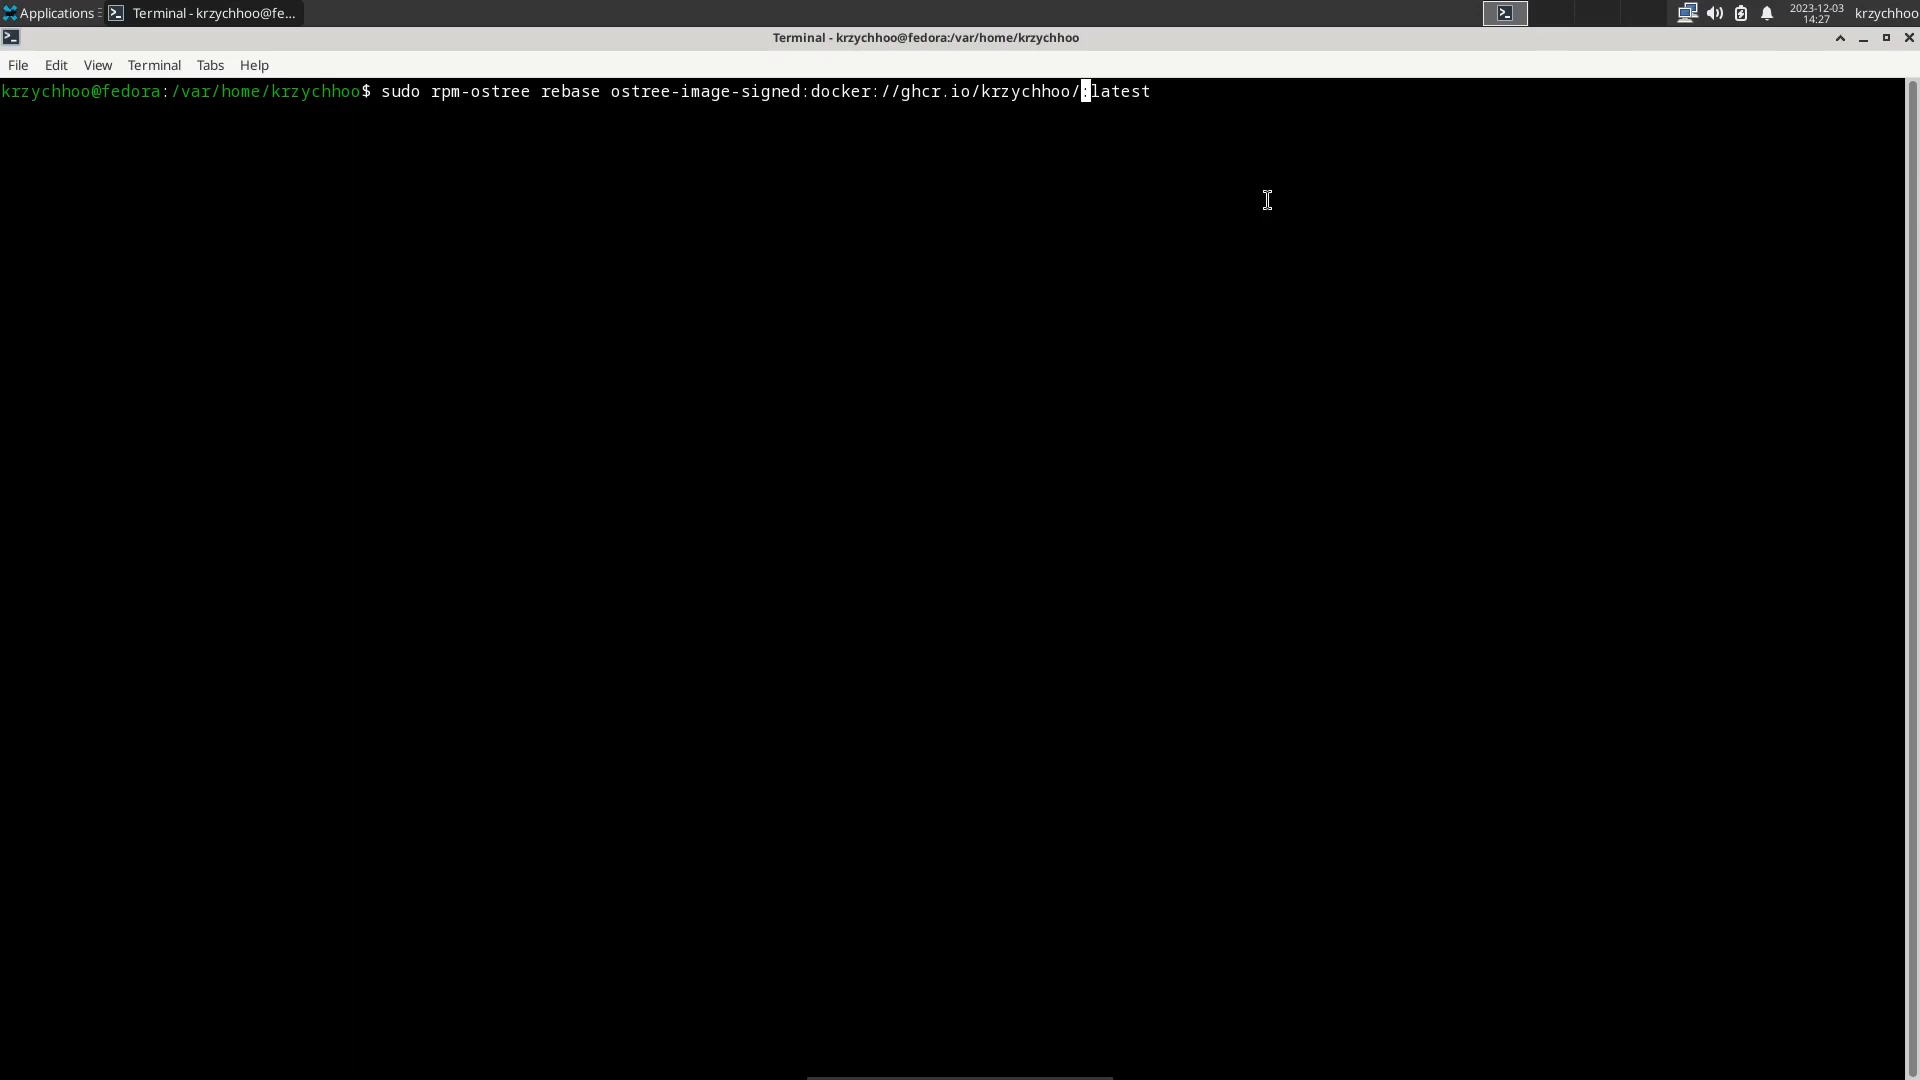 Applications Terminal - krzychhoo@fe... 2023-12-03 krzychhoo
14:27
Terminal - krzychhoo@fedora:/var/home/krzychhoo
File Edit View Terminal Tabs Help
krzychhoo@fedora:/var/home/krzychhoo$ sudo rpm-ostree rebase ostree-image-signed:docker://ghcr.io/krzychhoo/:latest